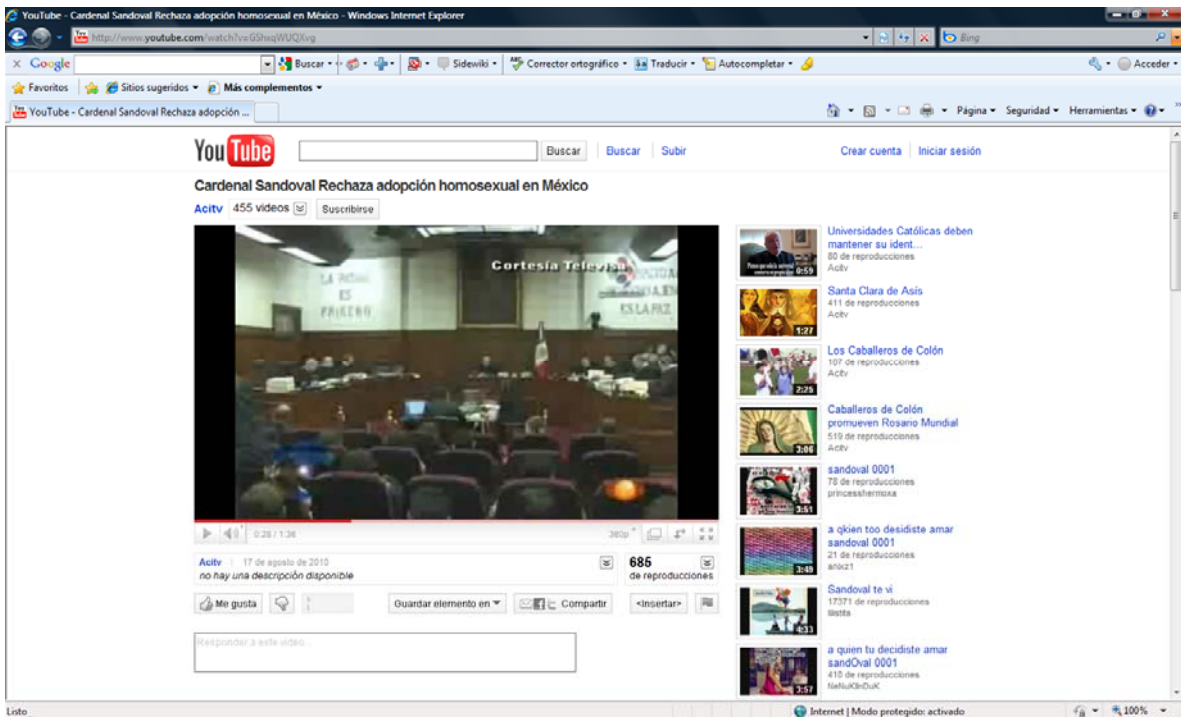 YouTube - Cardenal Sandoval Rechaza adopción homosexual en México - Windows Internet Explorer
http://www.youtube.com/watch?v=GShxqWUQXvg
Bing
x Google Buscar Sidewiki Corrector ortográfico Traducir Autocompletar Acceder
Favoritos Sitios sugeridos Más complementos
YouTube - Cardenal Sandoval Rechaza adopción ... Página Seguridad Herramientas
YouTube Buscar Buscar Subir Crear cuenta Iniciar sesión
Cardenal Sandoval Rechaza adopción homosexual en México
Acitv 455 videos Suscribirse
Cortesía Televisa
LA PATRIA
ES
PRIMERO
ES LA PAZ
0:28 / 1:36 360p
Acitv 17 de agosto de 2010
no hay una descripción disponible
685
de reproducciones
Me gusta Guardar elemento en Compartir <Insertar>
Responder a este video...
Universidades Católicas deben
mantener su ident...
80 de reproducciones
Acitv
0:59
Santa Clara de Asís
411 de reproducciones
Acitv
1:27
Los Caballeros de Colón
107 de reproducciones
Acitv
2:25
Caballeros de Colón
promueven Rosario Mundial
519 de reproducciones
Acitv
3:06
sandoval 0001
78 de reproducciones
princesshermoxa
3:51
a qkien too desidiste amar
sandoval 0001
21 de reproducciones
3:49
Sandoval te vi
17371 de reproducciones
4:33
a quien tu decidiste amar
sandOval 0001
418 de reproducciones
NeNuKInDuK
3:57
Listo Internet | Modo protegido: activado 100%